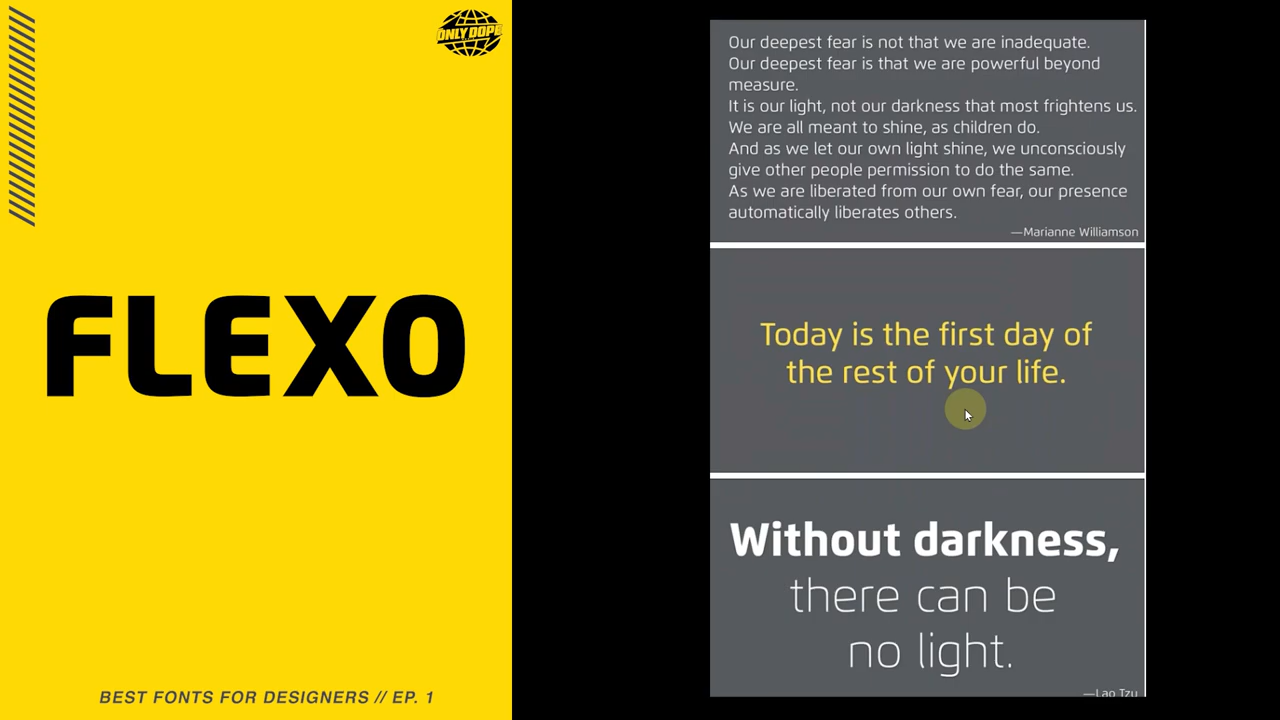 ONLY DOPE
FLEXO
BEST FONTS FOR DESIGNERS // EP. 1
Our deepest fear is not that we are inadequate.
Our deepest fear is that we are powerful beyond
measure.
It is our light, not our darkness that most frightens us.
We are all meant to shine, as children do.
And as we let our own light shine, we unconsciously
give other people permission to do the same.
As we are liberated from our own fear, our presence
automatically liberates others.
—Marianne Williamson
Today is the first day of
the rest of your life.
Without darkness,
there can be
no light.
—Lao Tzu